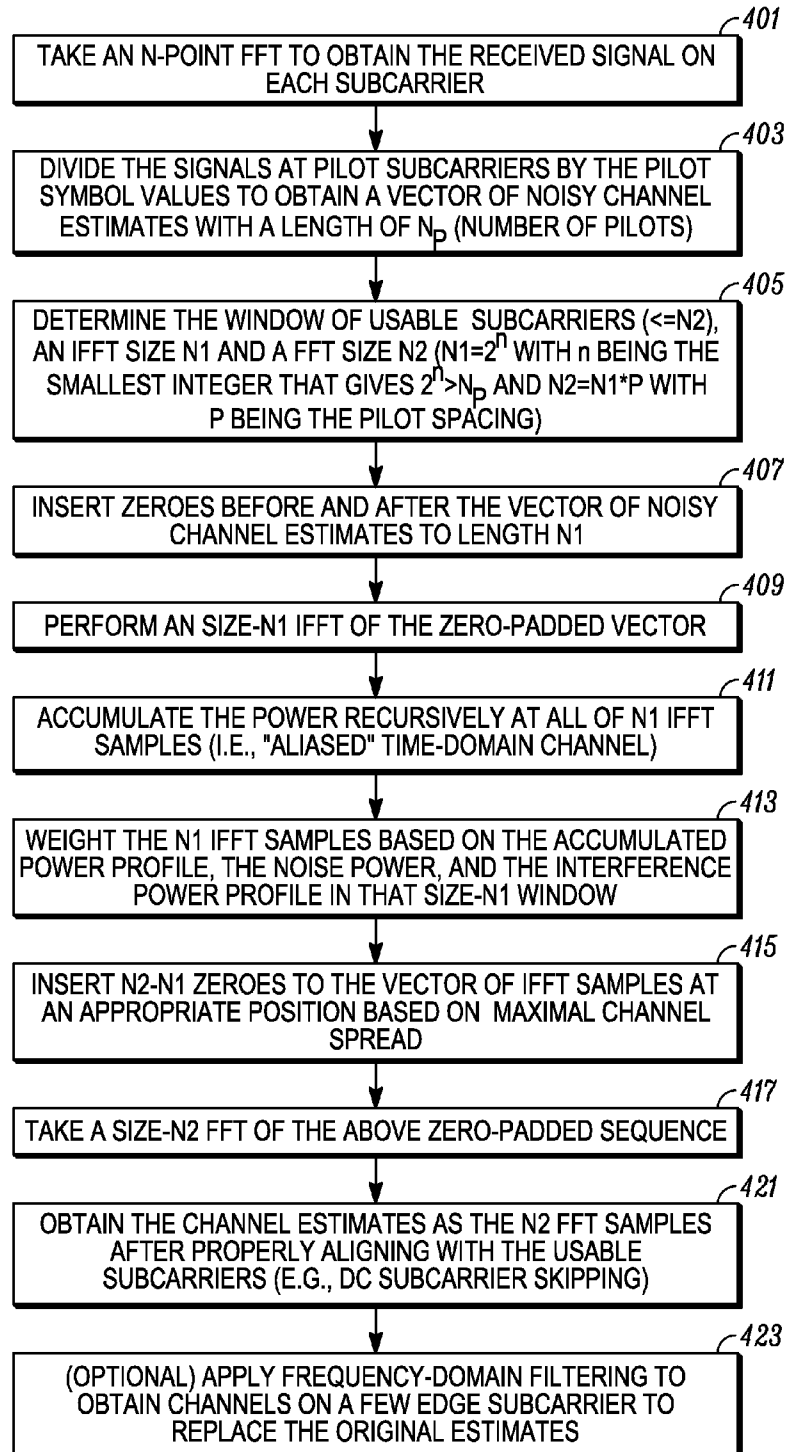 401
TAKE AN N-POINT FFT TO OBTAIN THE RECEIVED SIGNAL ON
EACH SUBCARRIER
403
DIVIDE THE SIGNALS AT PILOT SUBCARRIERS BY THE PILOT
SYMBOL VALUES TO OBTAIN A VECTOR OF NOISY CHANNEL
ESTIMATES WITH A LENGTH OF Np (NUMBER OF PILOTS)
405
DETERMINE THE WINDOW OF USABLE SUBCARRIERS (<=N2),
AN IFFT SIZE N1 AND A FFT SIZE N2 (N1=2^n WITH n BEING THE
SMALLEST INTEGER THAT GIVES 2^n>Np AND N2=N1*P WITH
P BEING THE PILOT SPACING)
407
INSERT ZEROES BEFORE AND AFTER THE VECTOR OF NOISY
CHANNEL ESTIMATES TO LENGTH N1
409
PERFORM AN SIZE-N1 IFFT OF THE ZERO-PADDED VECTOR
411
ACCUMULATE THE POWER RECURSIVELY AT ALL OF N1 IFFT
SAMPLES (I.E., "ALIASED" TIME-DOMAIN CHANNEL)
413
WEIGHT THE N1 IFFT SAMPLES BASED ON THE ACCUMULATED
POWER PROFILE, THE NOISE POWER, AND THE INTERFERENCE
POWER PROFILE IN THAT SIZE-N1 WINDOW
415
INSERT N2-N1 ZEROES TO THE VECTOR OF IFFT SAMPLES AT
AN APPROPRIATE POSITION BASED ON MAXIMAL CHANNEL
SPREAD
417
TAKE A SIZE-N2 FFT OF THE ABOVE ZERO-PADDED SEQUENCE
421
OBTAIN THE CHANNEL ESTIMATES AS THE N2 FFT SAMPLES
AFTER PROPERLY ALIGNING WITH THE USABLE
SUBCARRIERS (E.G., DC SUBCARRIER SKIPPING)
423
(OPTIONAL) APPLY FREQUENCY-DOMAIN FILTERING TO
OBTAIN CHANNELS ON A FEW EDGE SUBCARRIER TO
REPLACE THE ORIGINAL ESTIMATES